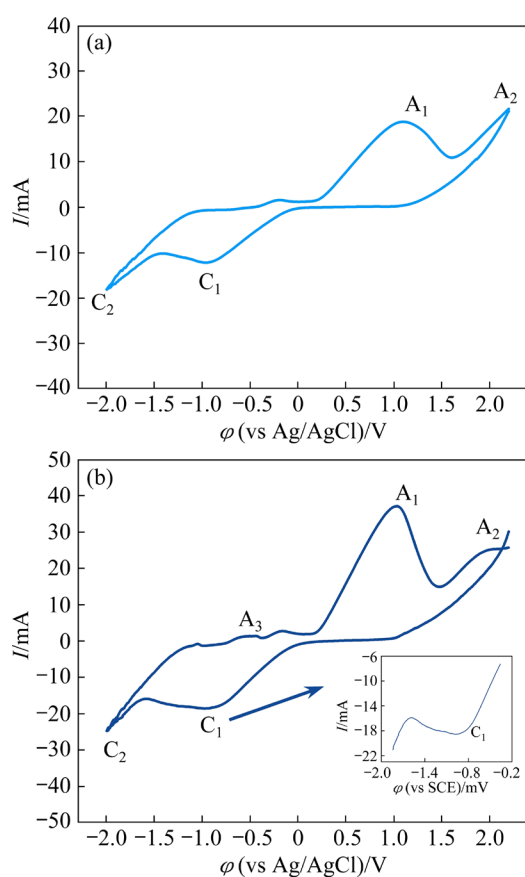 (a)
40
30
20
10
0
−10
−20
−30
−40
I/mA
A1
A2
C1
C2
−2.0 −1.5 −1.0 −0.5 0 0.5 1.0 1.5 2.0
φ (vs Ag/AgCl)/V
(b)
50
40
30
20
10
0
−10
−20
−30
−40
−50
I/mA
A1
A2
A3
C1
C2
−6
−10
−14
−18
−22
I/mA
C1
−2.0 −1.4 −0.8 −0.2
φ (vs SCE)/mV
−2.0 −1.5 −1.0 −0.5 0 0.5 1.0 1.5 2.0
φ (vs Ag/AgCl)/V